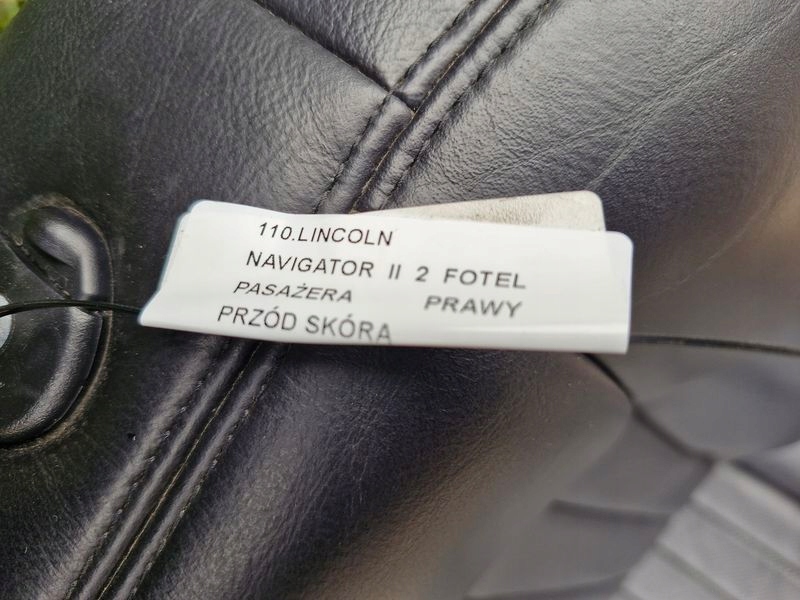 110.LINCOLN
NAVIGATOR II 2 FOTEL
PASAŻERA PRAWY
PRZÓD SKÓRA